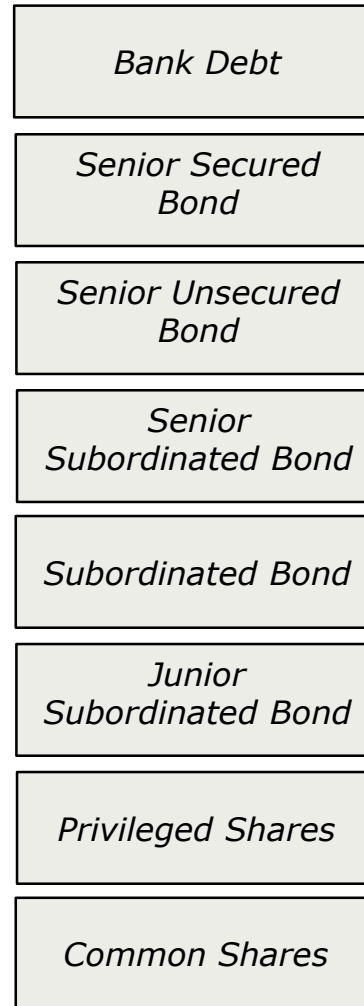 Bank Debt
Senior Secured
Bond
Senior Unsecured
Bond
Senior
Subordinated Bond
Subordinated Bond
Junior
Subordinated Bond
Privileged Shares
Common Shares